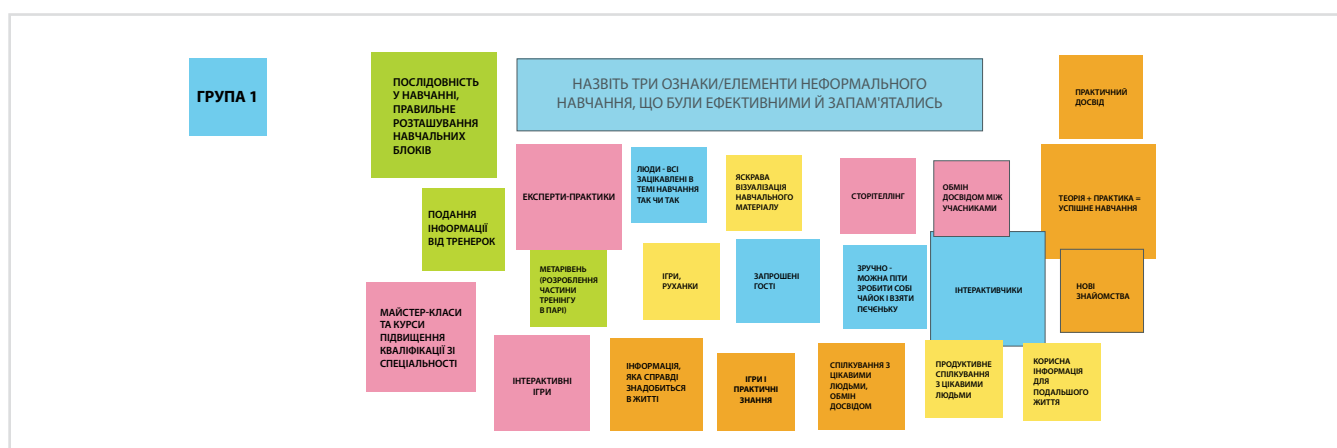 ГРУПА 1
ПОСЛІДОВНІСТЬ
У НАВЧАННІ,
ПРАВИЛЬНЕ
РОЗТАШУВАННЯ
НАВЧАЛЬНИХ
БЛОКІВ
НАЗВІТЬ ТРИ ОЗНАКИ/ЕЛЕМЕНТИ НЕФОРМАЛЬНОГО
НАВЧАННЯ, ЩО БУЛИ ЕФЕКТИВНИМИ Й ЗАПАМ'ЯТАЛИСЬ
ПРАКТИЧНИЙ
ДОСВІД
ЕКСПЕРТИ-ПРАКТИКИ
ЛЮДИ - ВСІ
ЗАЦІКАВЛЕНІ В
ТЕМІ НАВЧАННЯ
ТАК ЧИ ТАК
ЯСКРАВА
ВІЗУАЛІЗАЦІЯ
НАВЧАЛЬНОГО
МАТЕРІАЛУ
СТОРІТЕЛЛІНГ
ОБМІН
ДОСВІДОМ МІЖ
УЧАСНИКАМИ
ТЕОРІЯ + ПРАКТИКА =
УСПІШНЕ НАВЧАННЯ
ПОДАННЯ
ІНФОРМАЦІЇ
ВІД ТРЕНЕРОК
МЕТАРІВЕНЬ
(РОЗРОБЛЕННЯ
ЧАСТИНИ
ТРЕНІНГУ
В ПАРІ)
ІГРИ,
РУХАНКИ
ЗАПРОШЕНІ
ГОСТІ
ЗРУЧНО -
МОЖНА ПІТИ
ЗРОБИТИ СОБІ
ЧАЙОК І ВЗЯТИ
ПЄЧЄНЬКУ
ІНТЕРАКТИВЧИКИ
НОВІ
ЗНАЙОМСТВА
МАЙСТЕР-КЛАСИ
ТА КУРСИ
ПІДВИЩЕННЯ
КВАЛІФІКАЦІЇ ЗІ
СПЕЦІАЛЬНОСТІ
ІНТЕРАКТИВНІ
ІГРИ
ІНФОРМАЦІЯ,
ЯКА СПРАВДІ
ЗНАДОБИТЬСЯ
В ЖИТТІ
ІГРИ І
ПРАКТИЧНІ
ЗНАННЯ
СПІЛКУВАННЯ З
ЦІКАВИМИ
ЛЮДЬМИ,
ОБМІН
ДОСВІДОМ
ПРОДУКТИВНЕ
СПІЛКУВАННЯ
З ЦІКАВИМИ
ЛЮДЬМИ
КОРИСНА
ІНФОРМАЦІЯ
ДЛЯ
ПОДАЛЬШОГО
ЖИТТЯ